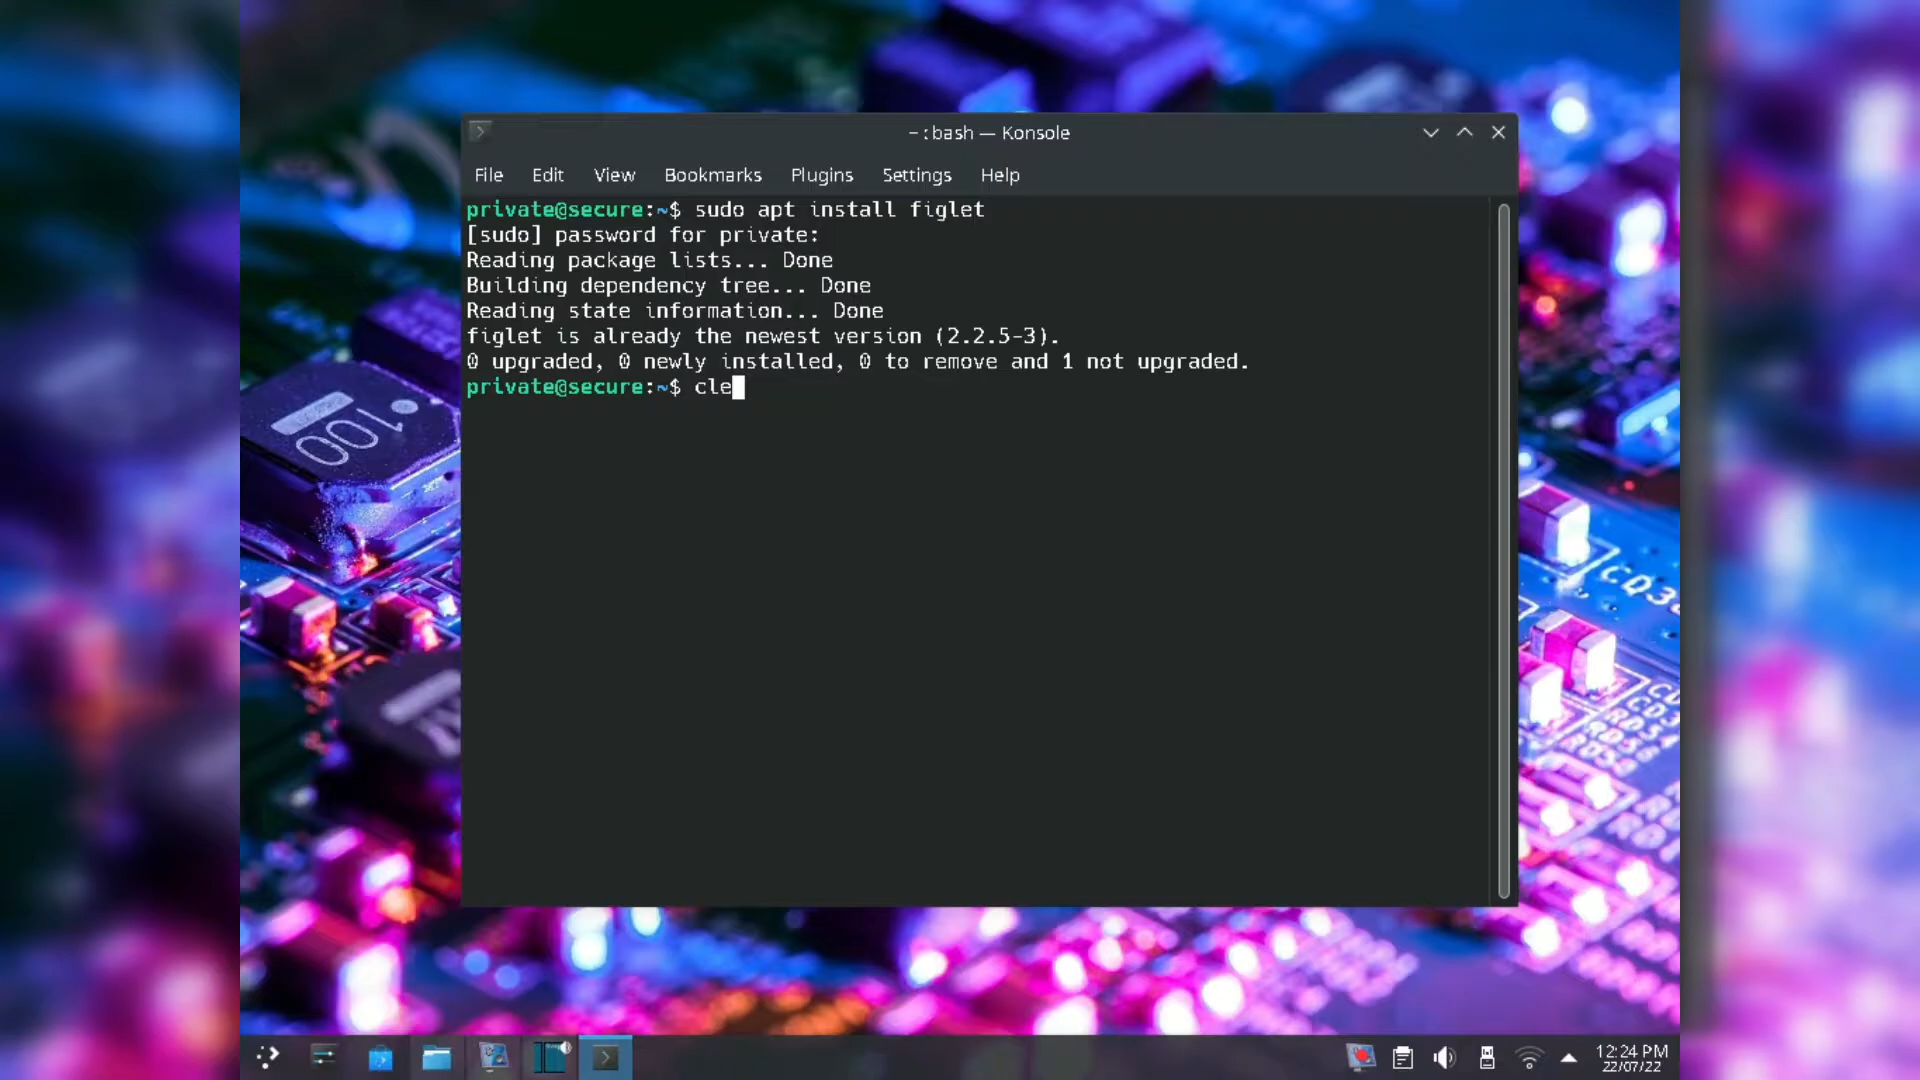 ~ : bash — Konsole
File Edit View Bookmarks Plugins Settings Help
private@secure:~$ sudo apt install figlet
[sudo] password for private:
Reading package lists... Done
Building dependency tree... Done
Reading state information... Done
figlet is already the newest version (2.2.5-3).
0 upgraded, 0 newly installed, 0 to remove and 1 not upgraded.
private@secure:~$ cle
100
12:24 PM
22/07/22